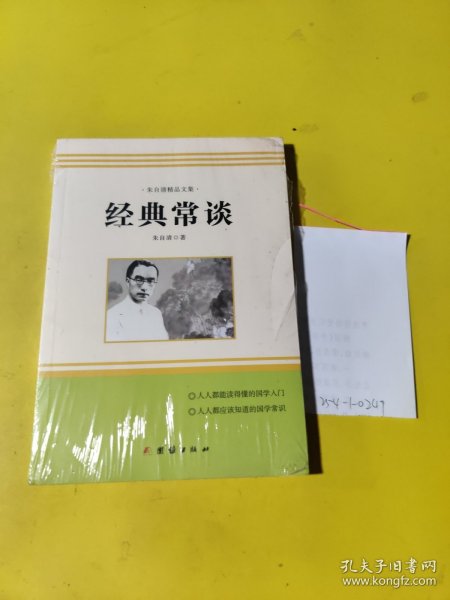 ·朱自清精品文集·
经典常谈
朱自清◎著
◎人人都能读得懂的国学入门
◎人人都应该知道的国学常识
团结出版社
孔夫子旧书网
www.kongfz.com